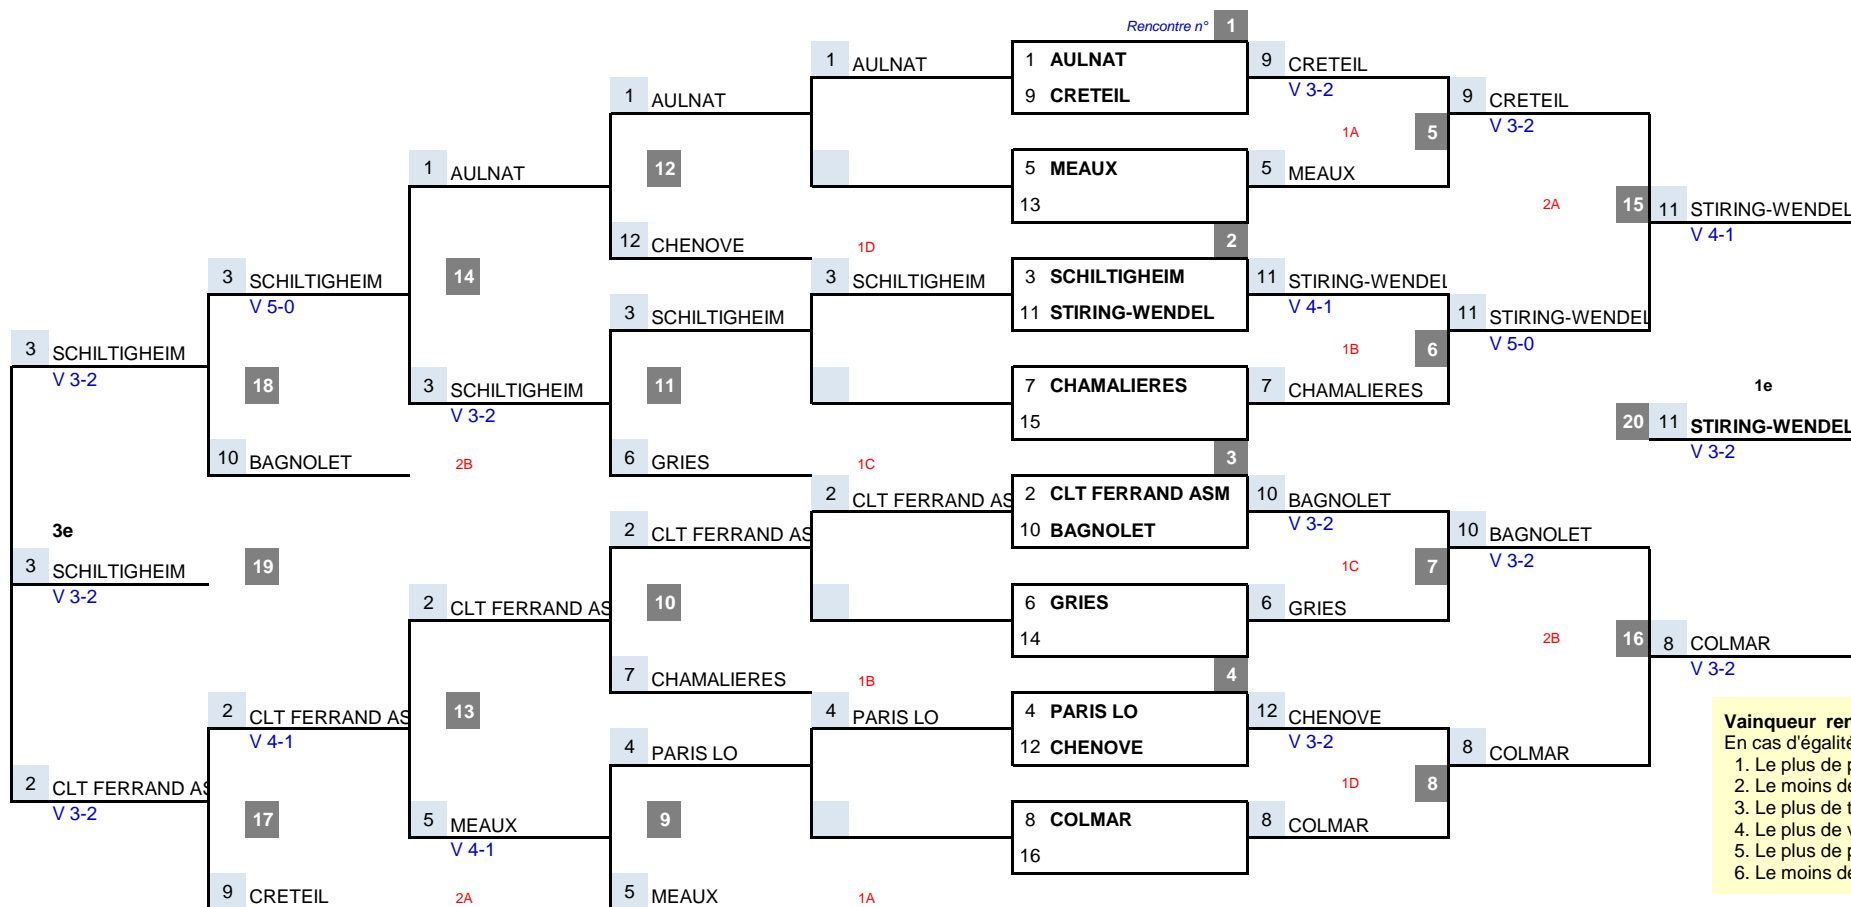 Rencontre n° 1
1 AULNAT
1 AULNAT
9 CRETEIL
V 3-2
1 AULNAT
9 CRETEIL
9 CRETEIL
V 3-2
1A
5
1 AULNAT
12
5 MEAUX
5 MEAUX
13
2A
15
11 STIRING-WENDEL
V 4-1
12 CHENOVE
1D
2
3 SCHILTIGHEIM
V 5-0
14
3 SCHILTIGHEIM
3 SCHILTIGHEIM
11 STIRING-WENDEL
V 4-1
3 SCHILTIGHEIM
11 STIRING-WENDEL
11 STIRING-WENDEL
V 5-0
3 SCHILTIGHEIM
V 3-2
1B
6
18
3 SCHILTIGHEIM
V 3-2
11
7 CHAMALIERES
7 CHAMALIERES
15
1e
20
11 STIRING-WENDEL
V 3-2
10 BAGNOLET
2B
6 GRIES
1C
3
2 CLT FERRAND AS
2 CLT FERRAND ASM
10 BAGNOLET
V 3-2
3e
2 CLT FERRAND AS
10 BAGNOLET
10 BAGNOLET
V 3-2
3 SCHILTIGHEIM
V 3-2
19
1C
7
2 CLT FERRAND AS
10
6 GRIES
6 GRIES
14
2B
16
8 COLMAR
V 3-2
7 CHAMALIERES
1B
4
2 CLT FERRAND AS
V 4-1
13
4 PARIS LO
4 PARIS LO
12 CHENOVE
V 3-2
4 PARIS LO
12 CHENOVE
8 COLMAR
2 CLT FERRAND AS
V 3-2
1D
8
17
5 MEAUX
V 4-1
9
8 COLMAR
8 COLMAR
16
9 CRETEIL
2A
5 MEAUX
1A
Vainqueur ren
En cas d'égalité
1. Le plus de p
2. Le moins de
3. Le plus de t
4. Le plus de v
5. Le plus de p
6. Le moins de